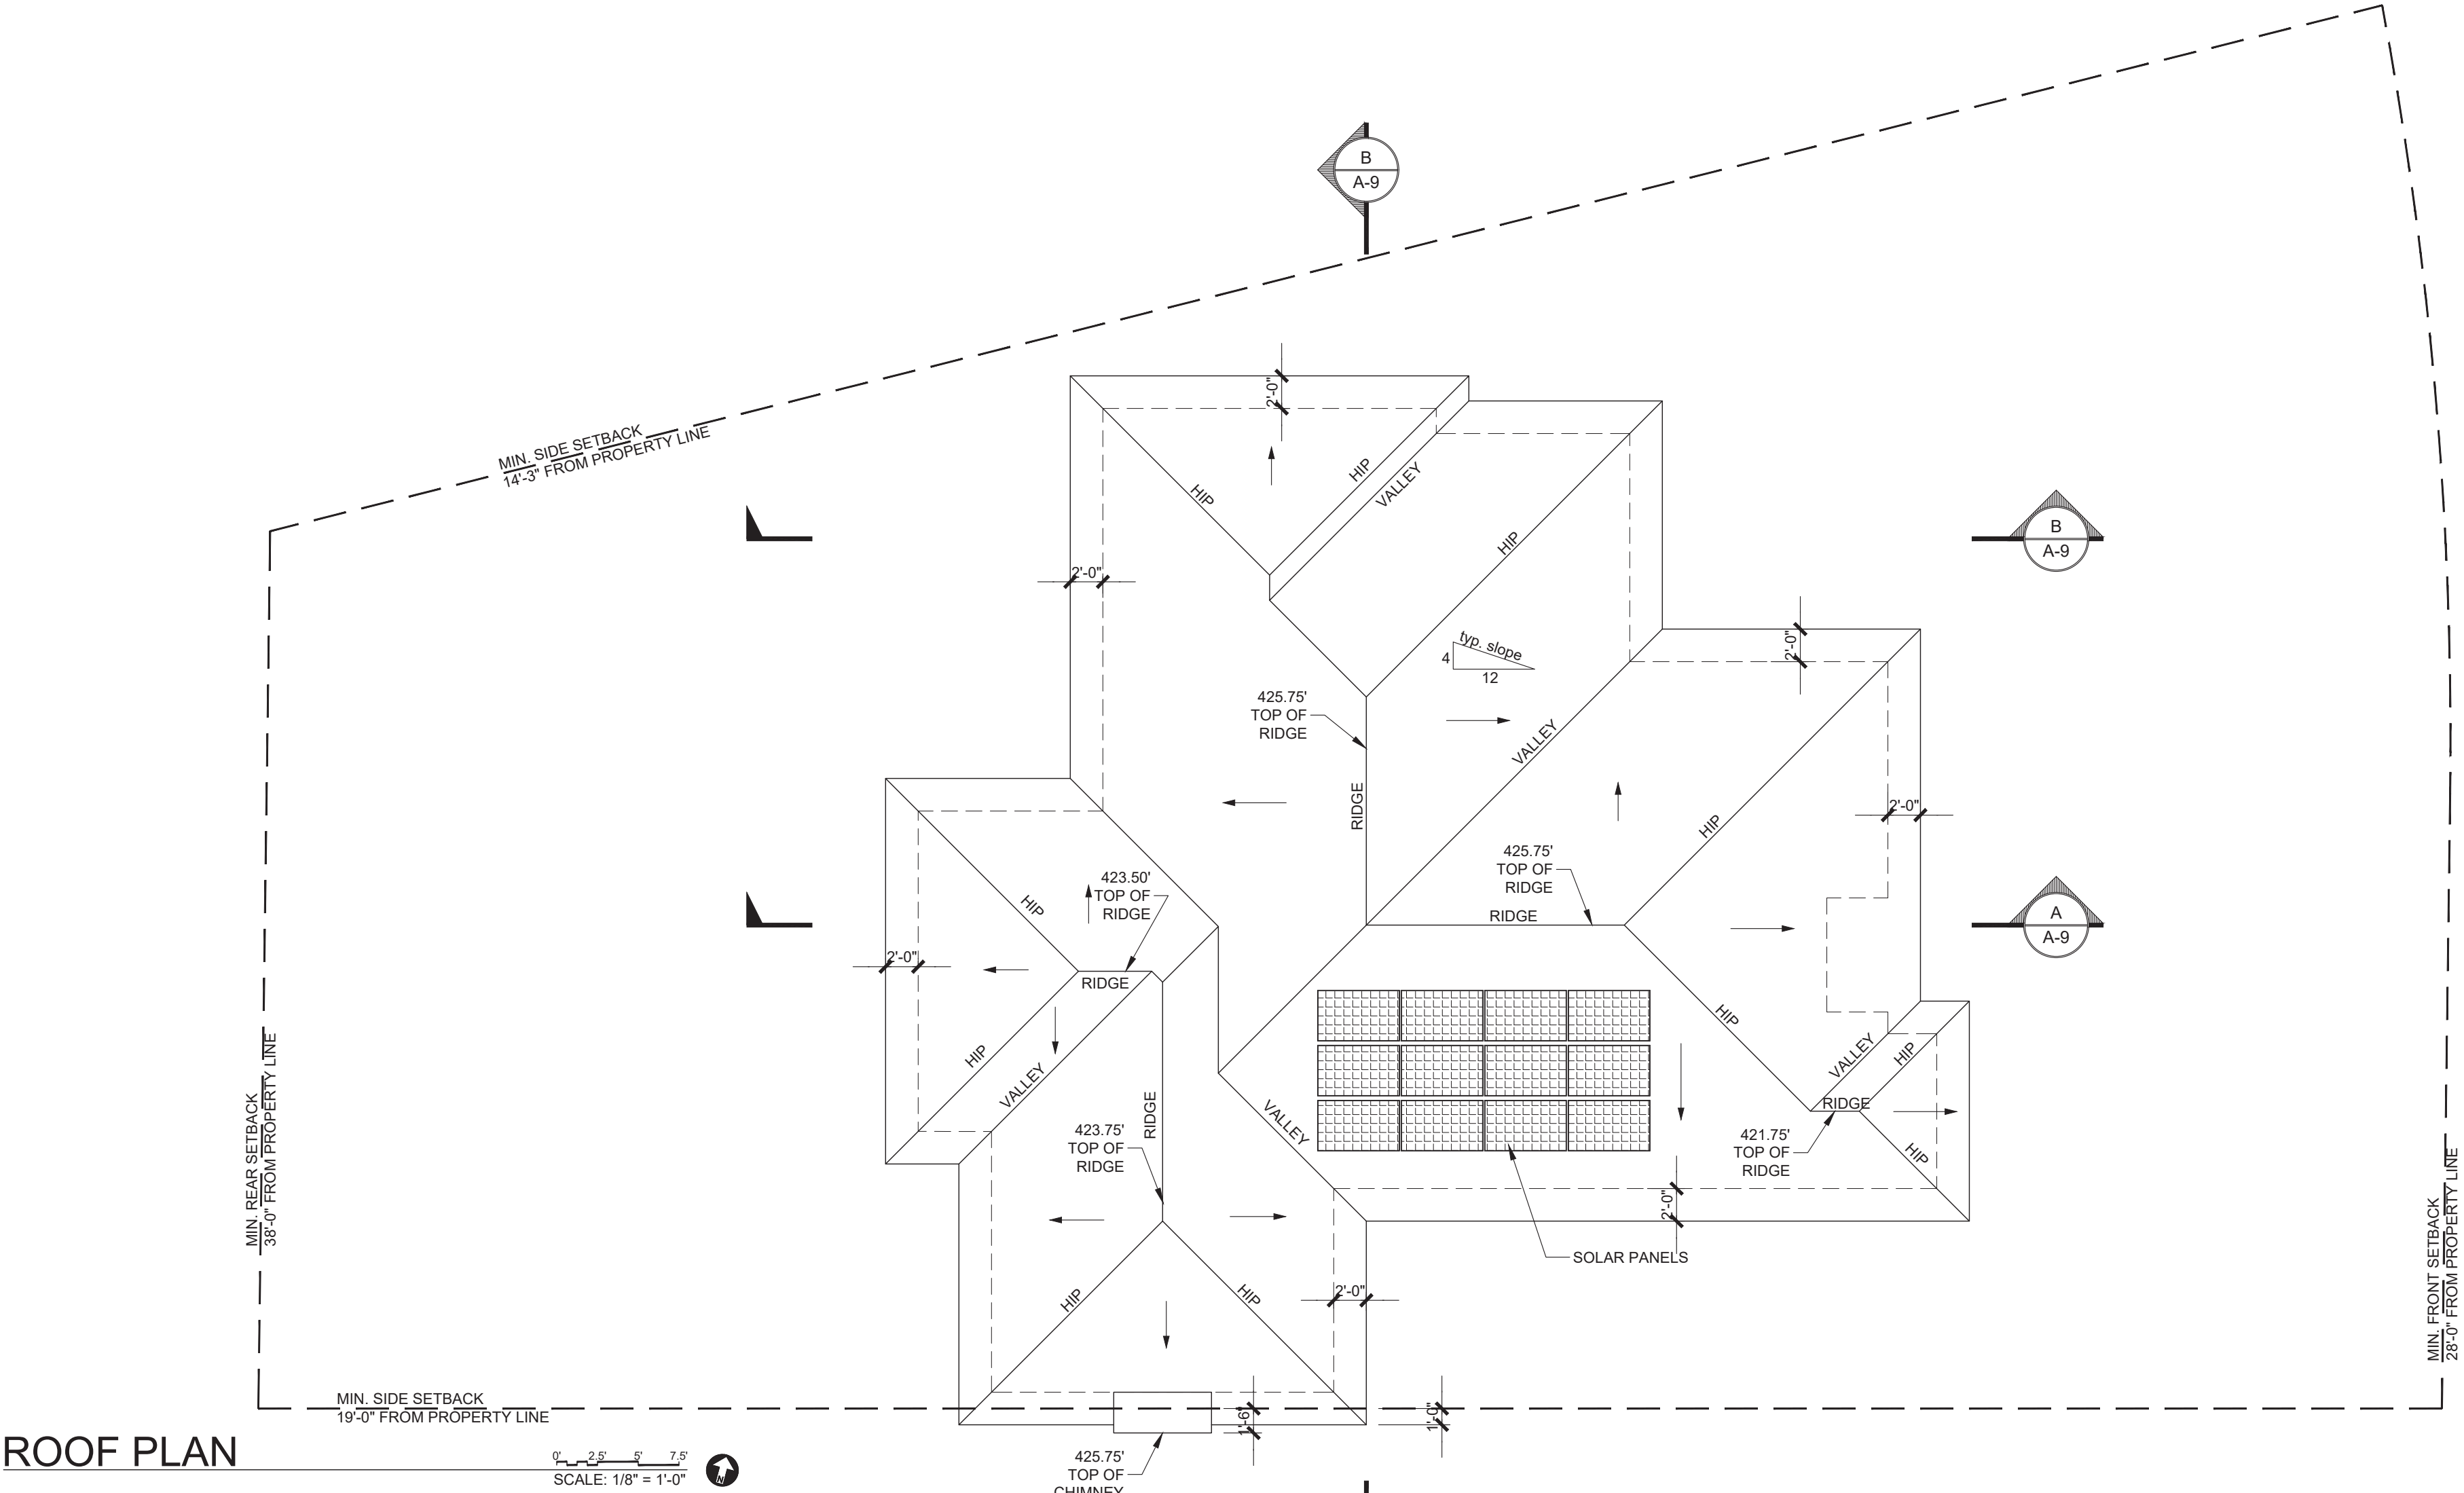 B
A-9
2'-0"
MIN. SIDE SETBACK
14'-3" FROM PROPERTY LINE
HIP
HIP
VALLEY
HIP
B
A-9
2'-0"
typ. slope
4
12
2'-0"
425.75'
TOP OF
RIDGE
VALLEY
RIDGE
2'-0"
HIP
425.75'
TOP OF
RIDGE
423.50'
TOP OF
RIDGE
HIP
RIDGE
A
A-9
2'-0"
RIDGE
HIP
HIP
VALLEY
VALLEY
HIP
RIDGE
RIDGE
VALLEY
423.75'
TOP OF
RIDGE
421.75'
TOP OF
RIDGE
HIP
2'-0"
MIN. REAR SETBACK
38'-0" FROM PROPERTY LINE
SOLAR PANELS
MIN. FRONT SETBACK
28'-0" FROM PROPERTY LINE
HIP
HIP
2'-0"
MIN. SIDE SETBACK
19'-0" FROM PROPERTY LINE
1'-6"
1'-0"
ROOF PLAN
0' 2.5' 5' 7.5'
SCALE: 1/8" = 1'-0"
N
425.75'
TOP OF
CHIMNEY